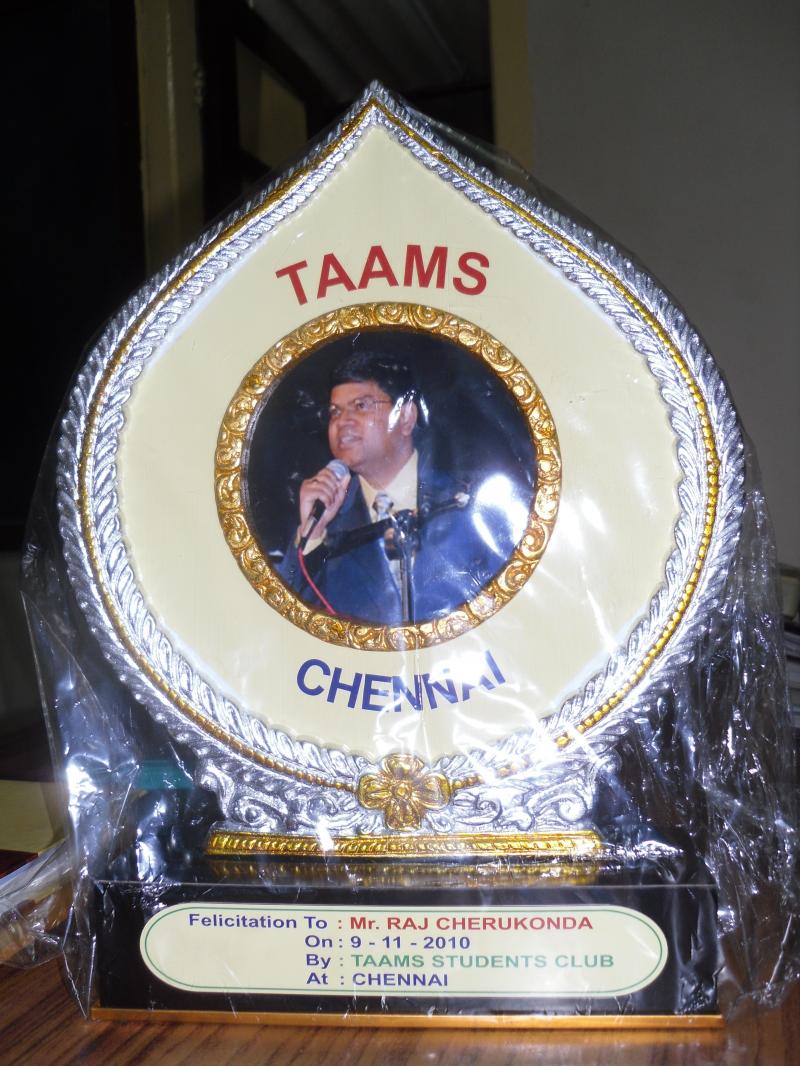 TAAMS
CHENNAI
Felicitation To : Mr. RAJ CHERUKONDA
On : 9 - 11 - 2010
By : TAAMS STUDENTS CLUB
At : CHENNAI